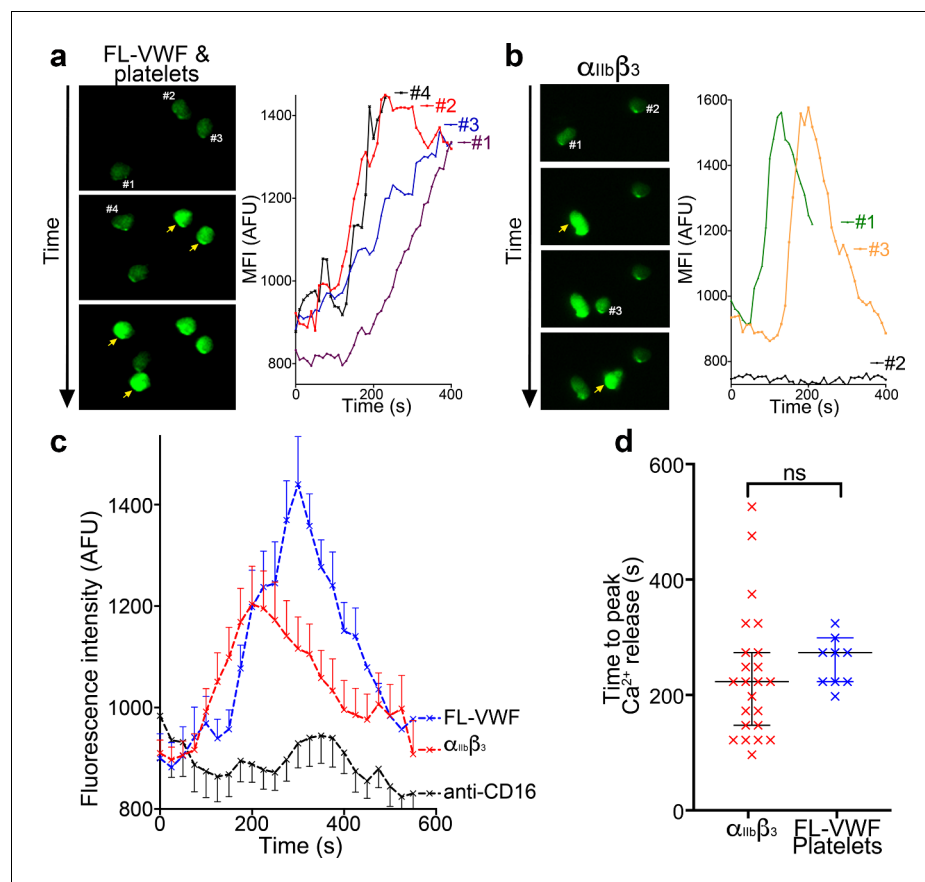 a
FL-VWF &
platelets
Time
#2
#3
#1
#4
MFI (AFU)
1400
1200
1000
800
0
200
400
Time (s)
#4
#2
#3
#1
b
αIIbβ3
Time
#2
#1
#3
MFI (AFU)
1600
1400
1200
1000
800
0
200
400
Time (s)
#1
#3
#2
c
Fluorescence intensity (AFU)
1400
1200
1000
800
0
200
400
600
Time (s)
FL-VWF
αIIbβ3
anti-CD16
d
Time to peak
Ca²⁺ release (s)
600
400
200
0
ns
αIIbβ3
FL-VWF
Platelets